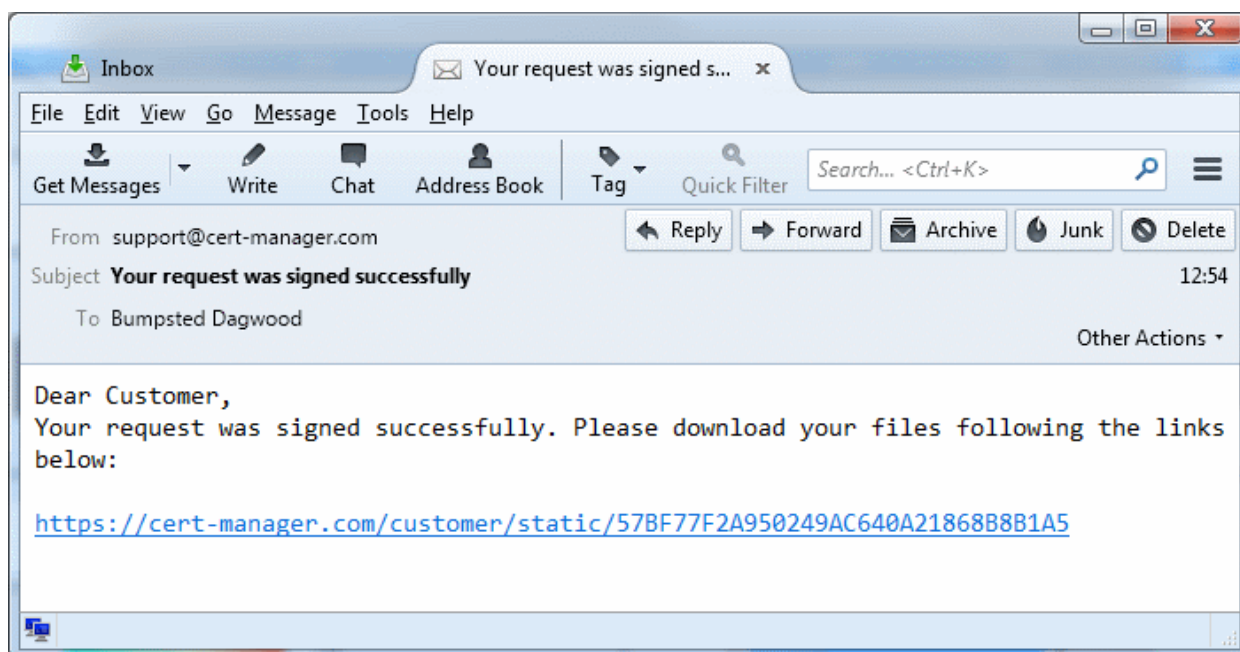 Inbox
Your request was signed s...
File Edit View Go Message Tools Help
Get Messages Write Chat Address Book Tag Quick Filter Search... <Ctrl+K>
From support@cert-manager.com Reply Forward Archive Junk Delete
Subject Your request was signed successfully 12:54
To Bumpsted Dagwood
Other Actions
Dear Customer,
Your request was signed successfully. Please download your files following the links
below:
https://cert-manager.com/customer/static/57BF77F2A950249AC640A21868B8B1A5